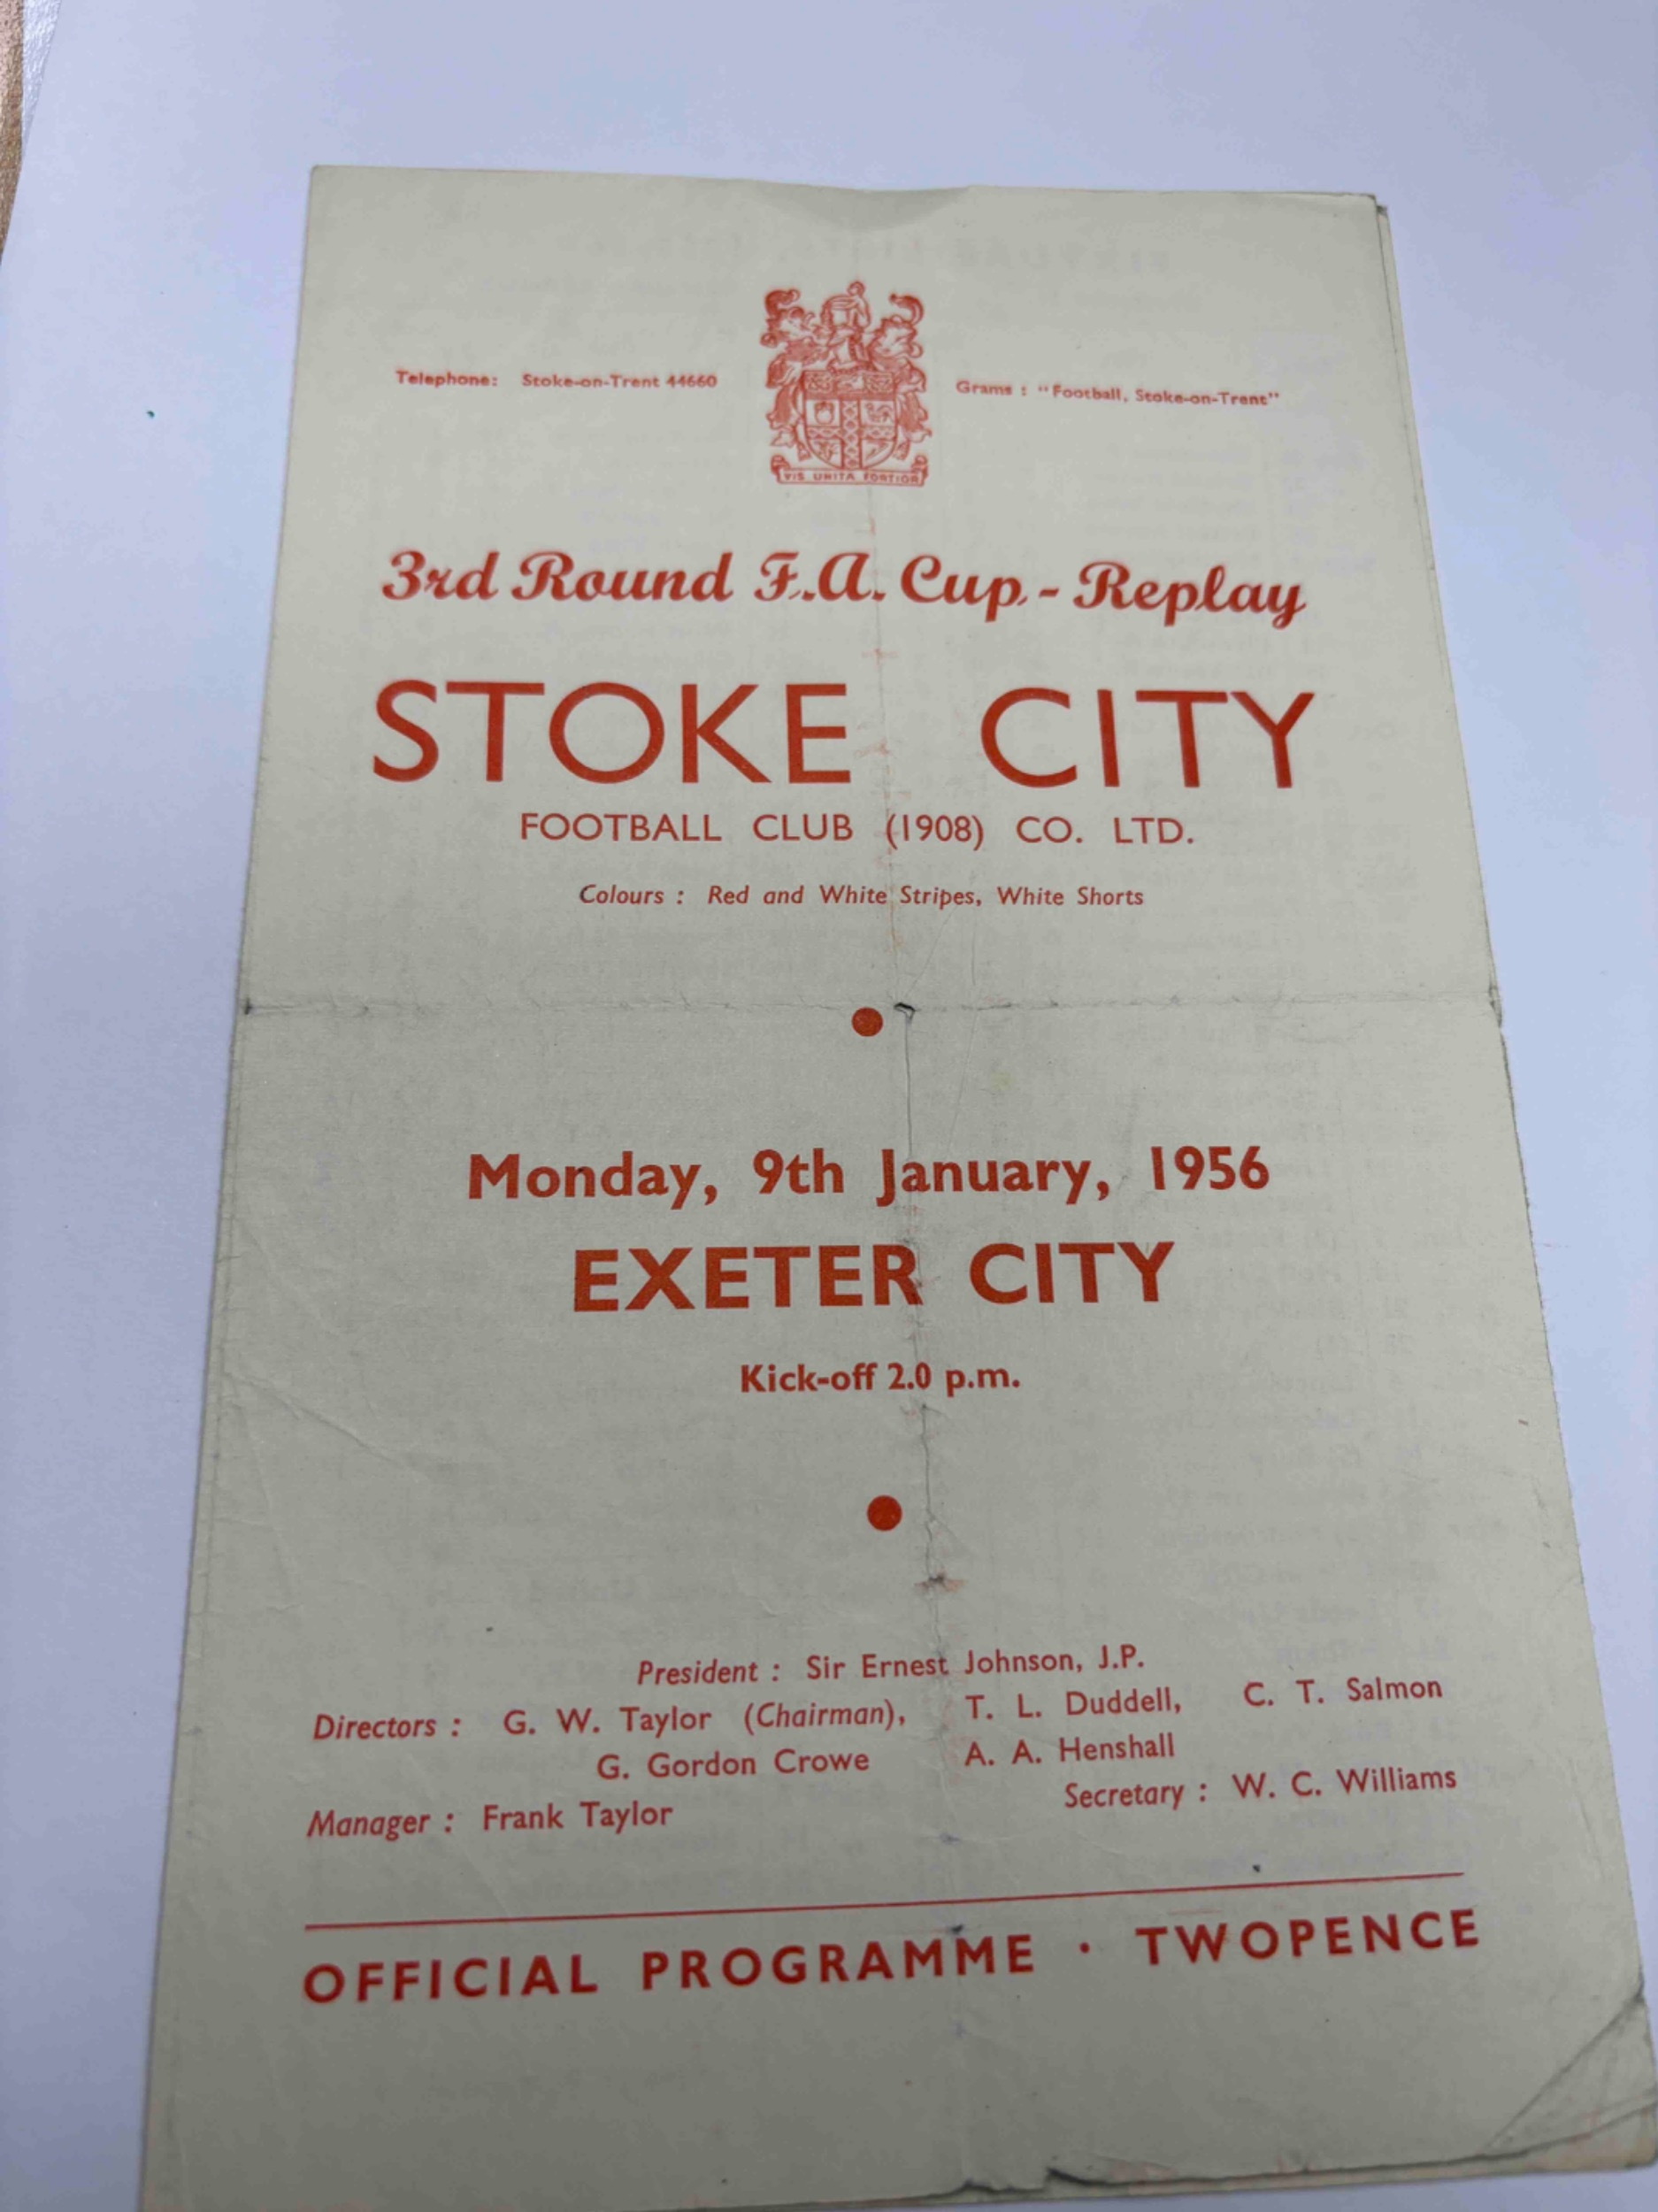 Telephone: Stoke-on-Trent 44660
Grams : "Football, Stoke-on-Trent"
VIS UNITA FORTIOR
3rd Round F.A. Cup - Replay
STOKE CITY
FOOTBALL CLUB (1908) CO. LTD.
Colours : Red and White Stripes, White Shorts
Monday, 9th January, 1956
EXETER CITY
Kick-off 2.0 p.m.
President : Sir Ernest Johnson, J.P.
Directors : G. W. Taylor (Chairman), T. L. Duddell, C. T. Salmon
G. Gordon Crowe A. A. Henshall
Manager : Frank Taylor Secretary : W. C. Williams
OFFICIAL PROGRAMME · TWOPENCE